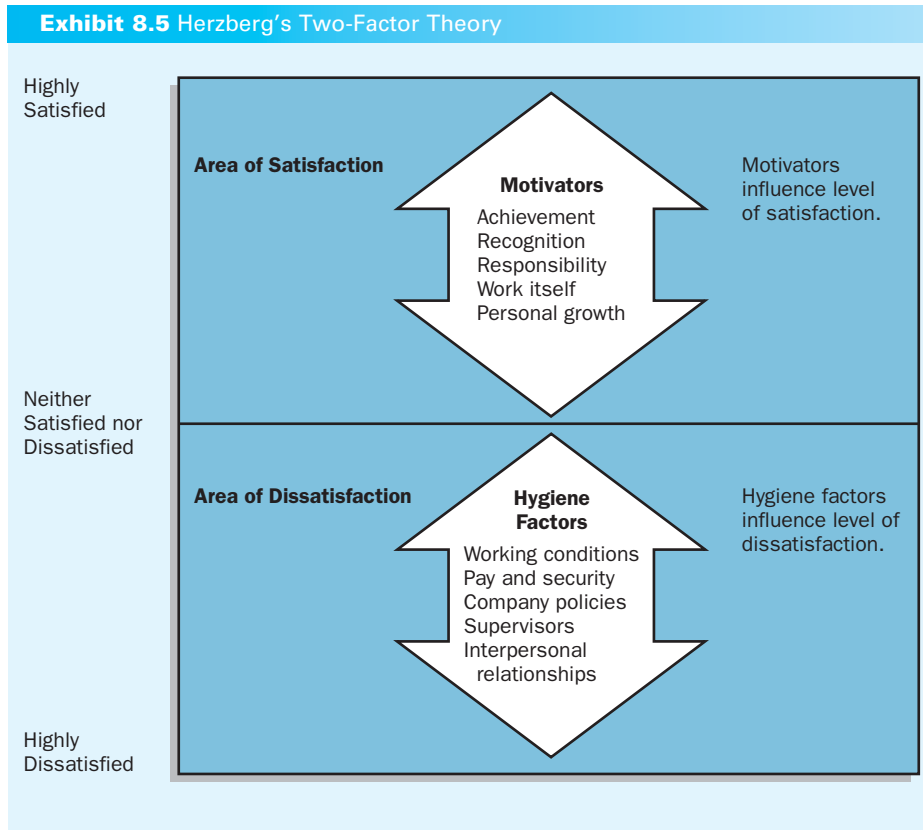 Exhibit 8.5 Herzberg's Two-Factor Theory
Highly
Satisfied
Area of Satisfaction
Motivators
Achievement
Recognition
Responsibility
Work itself
Personal growth
Motivators
influence level
of satisfaction.
Neither
Satisfied nor
Dissatisfied
Area of Dissatisfaction
Hygiene
Factors
Working conditions
Pay and security
Company policies
Supervisors
Interpersonal
relationships
Hygiene factors
influence level of
dissatisfaction.
Highly
Dissatisfied